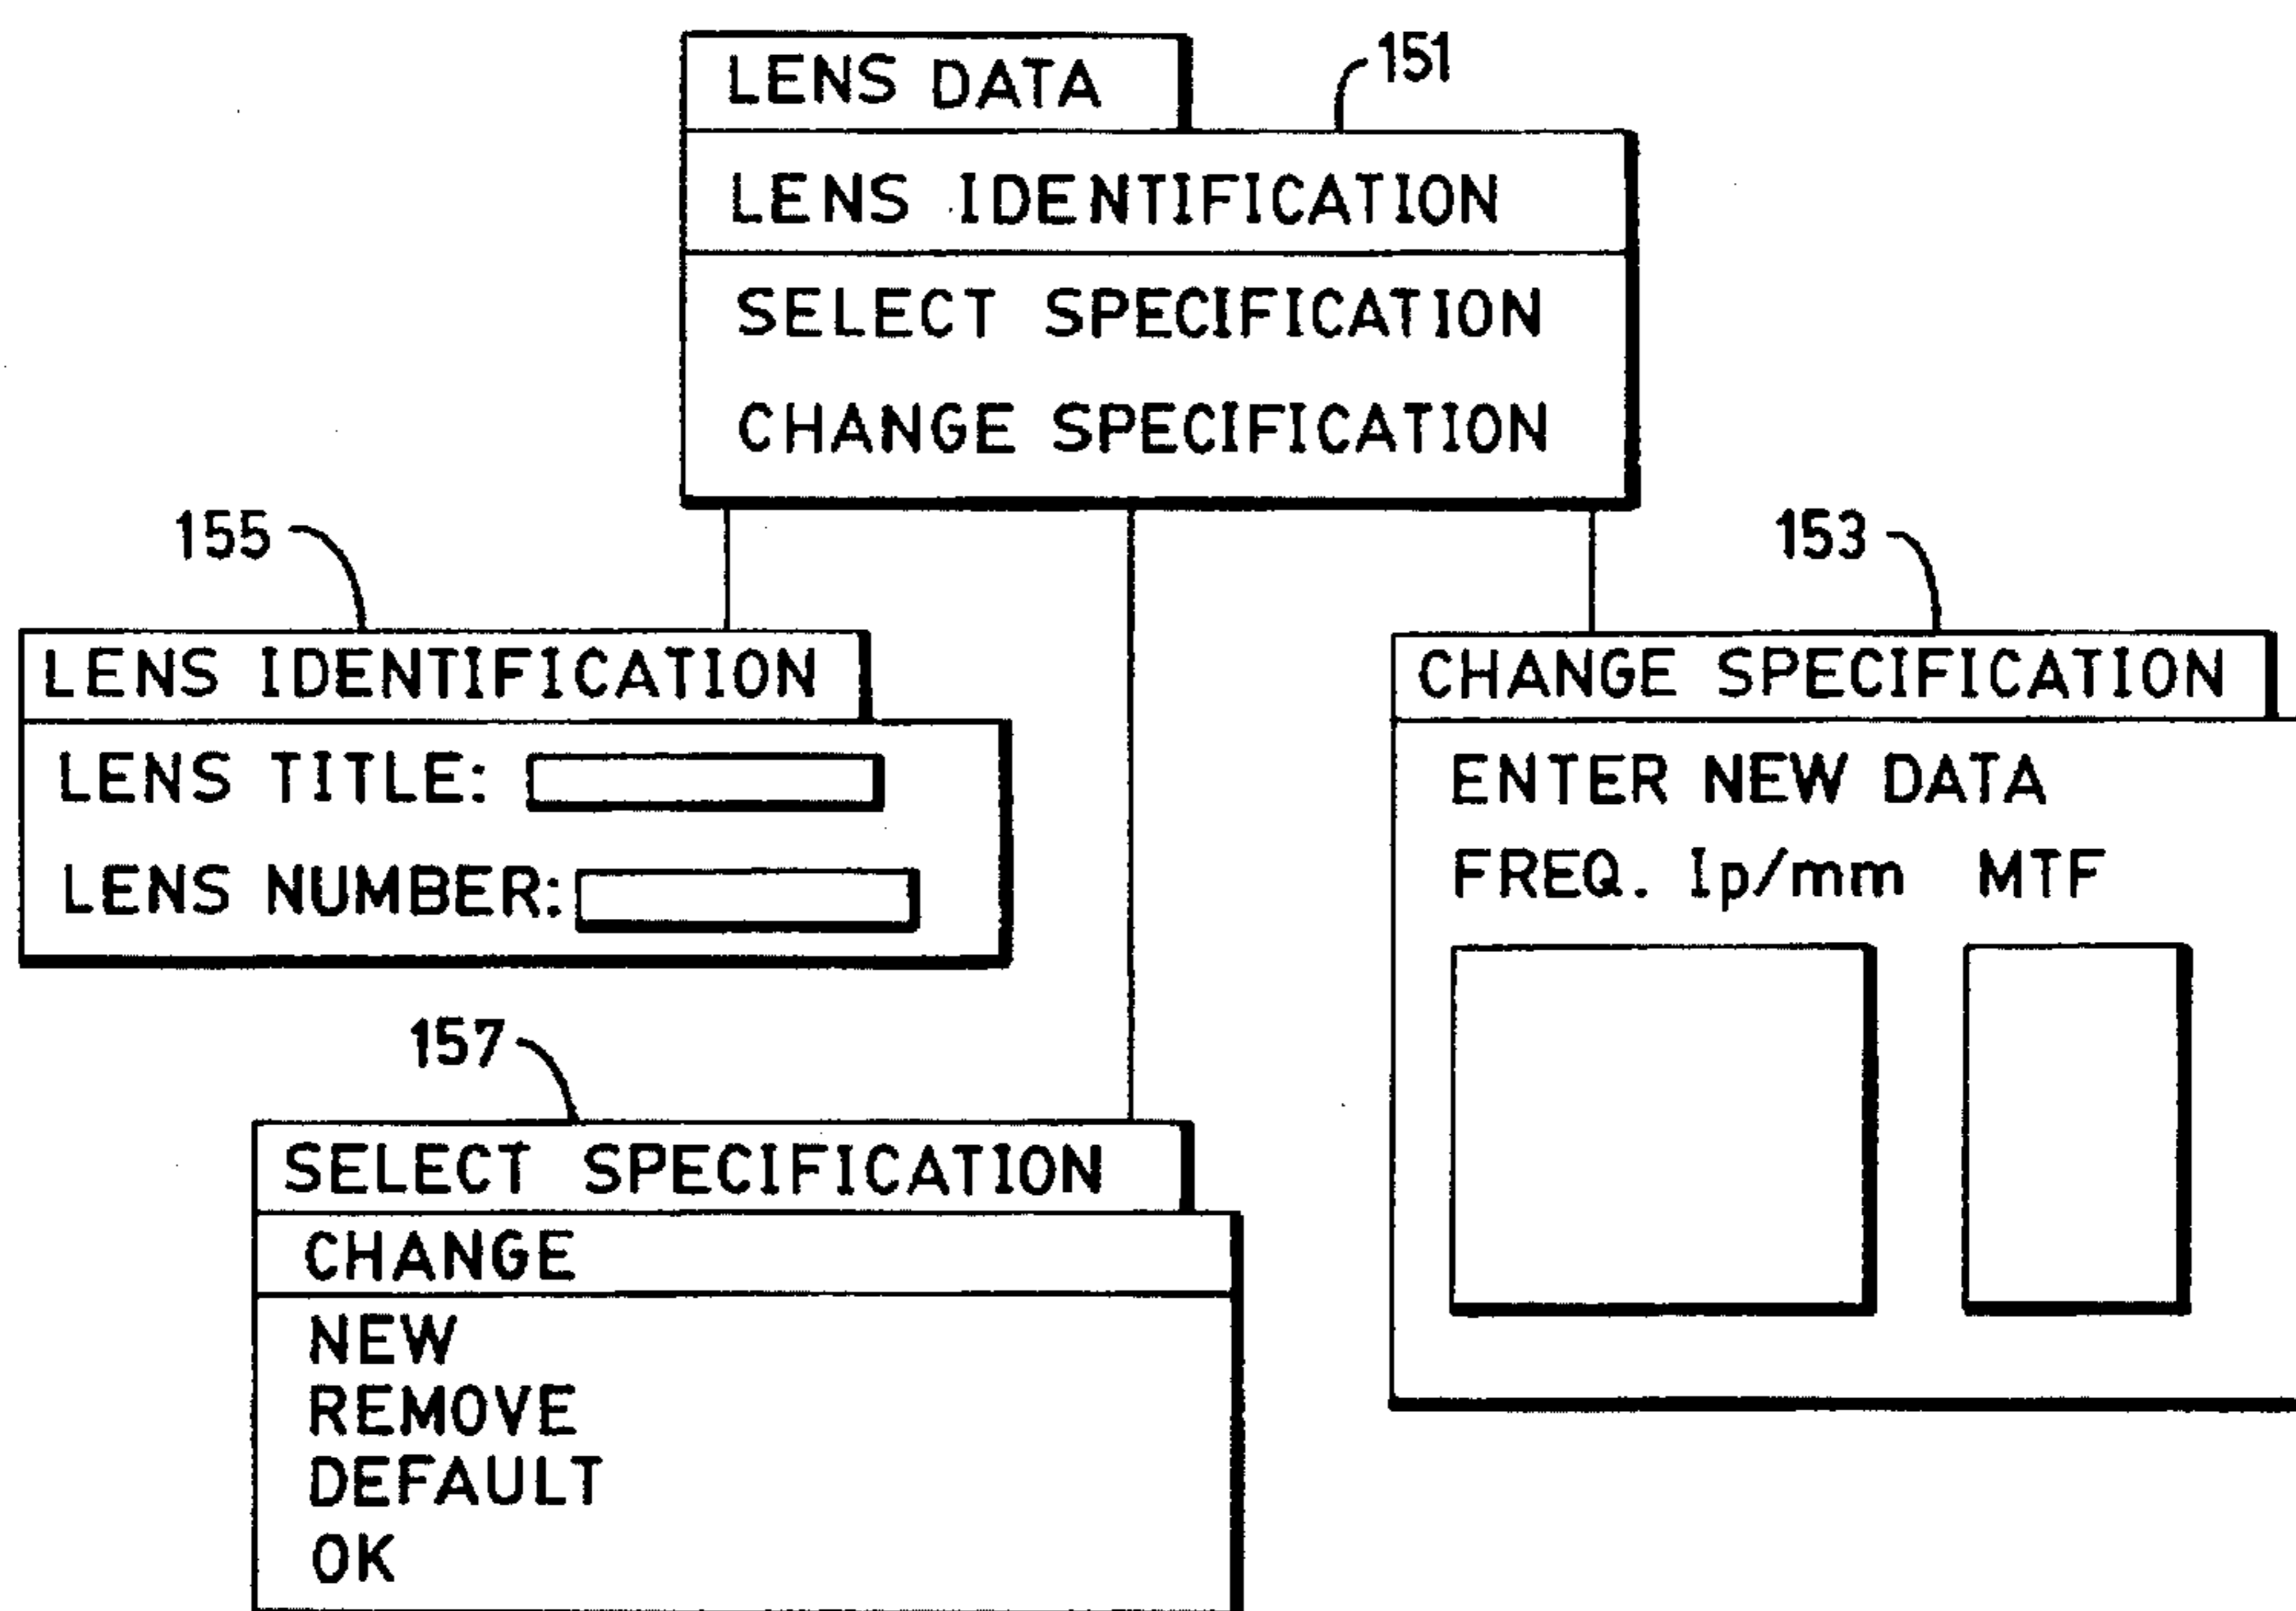 LENS DATA
151
LENS IDENTIFICATION
SELECT SPECIFICATION
CHANGE SPECIFICATION
155
LENS IDENTIFICATION
LENS TITLE:
LENS NUMBER:
153
CHANGE SPECIFICATION
ENTER NEW DATA
FREQ. Ip/mm MTF
157
SELECT SPECIFICATION
CHANGE
NEW
REMOVE
DEFAULT
OK